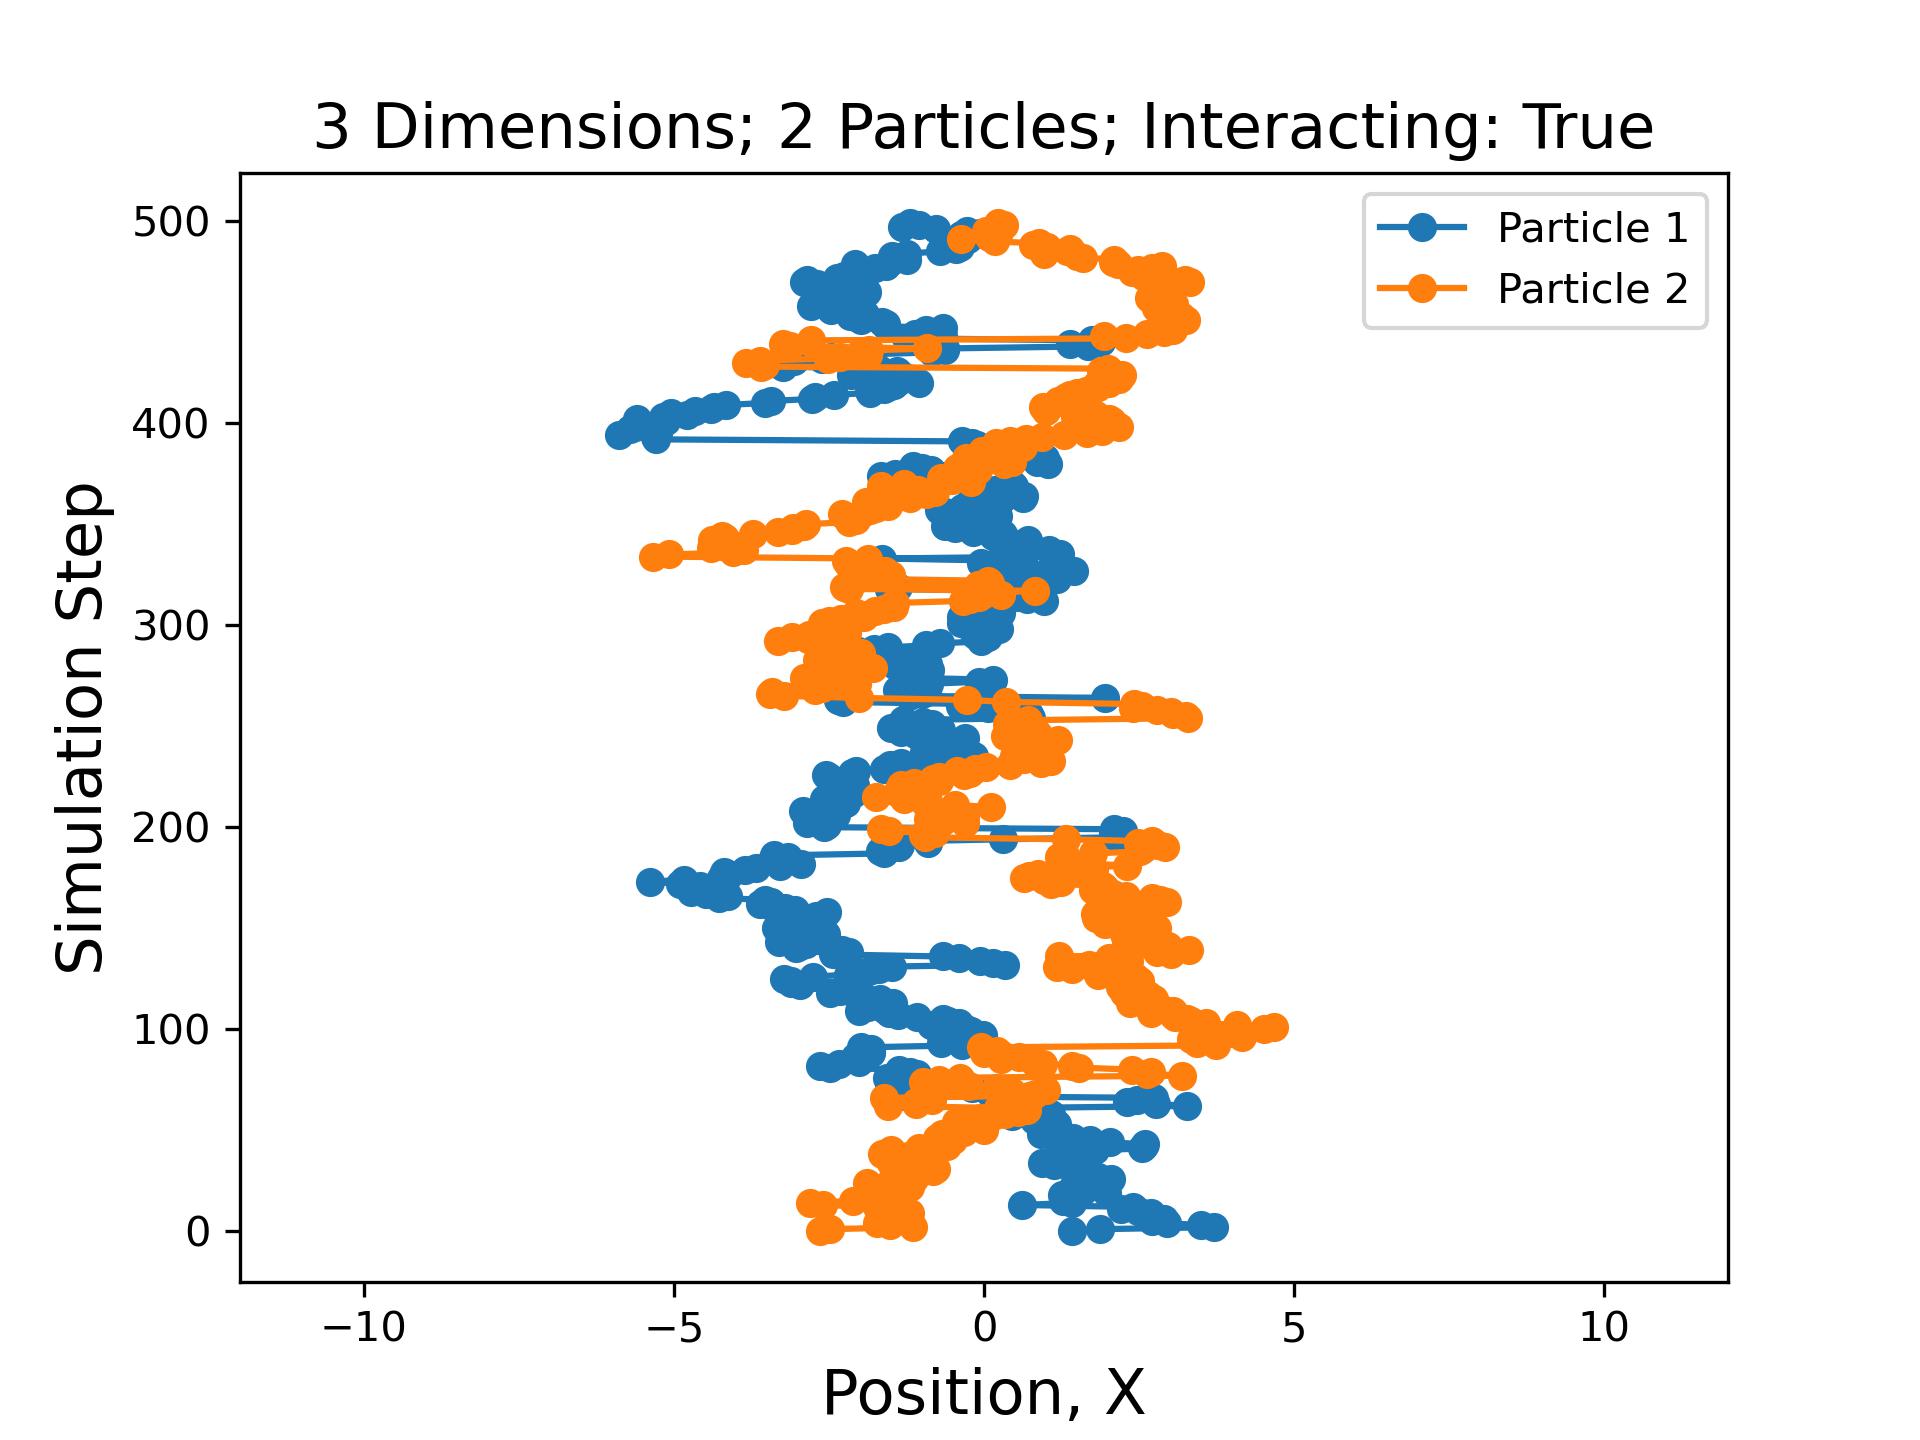 3 Dimensions; 2 Particles; Interacting: True
Particle 1
Particle 2
Simulation Step
500
400
300
200
100
0
−10
−5
0
5
10
Position, X